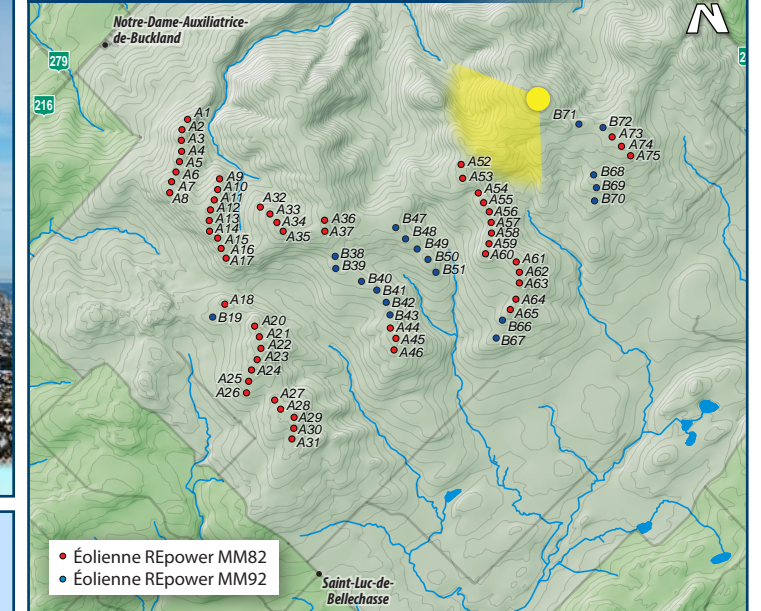 Notre-Dame-Auxiliatrice-
de-Buckland
N
279
2
216
A1
A2
A3
A4
A5
A6
A7
A8
A9
A10
A11
A12
A13
A14
A15
A16
A17
A18
B19
A20
A21
A22
A23
A24
A25
A26
A27
A28
A29
A30
A31
A32
A33
A34
A35
A36
A37
B38
B39
B40
B41
B42
B43
A44
A45
A46
B47
B48
B49
B50
B51
A52
A53
A54
A55
A56
A57
A58
A59
A60
A61
A62
A63
A64
A65
B66
B67
B68
B69
B70
B71
B72
A73
A74
A75
Éolienne REpower MM82
Éolienne REpower MM92
Saint-Luc-de-
Bellechasse